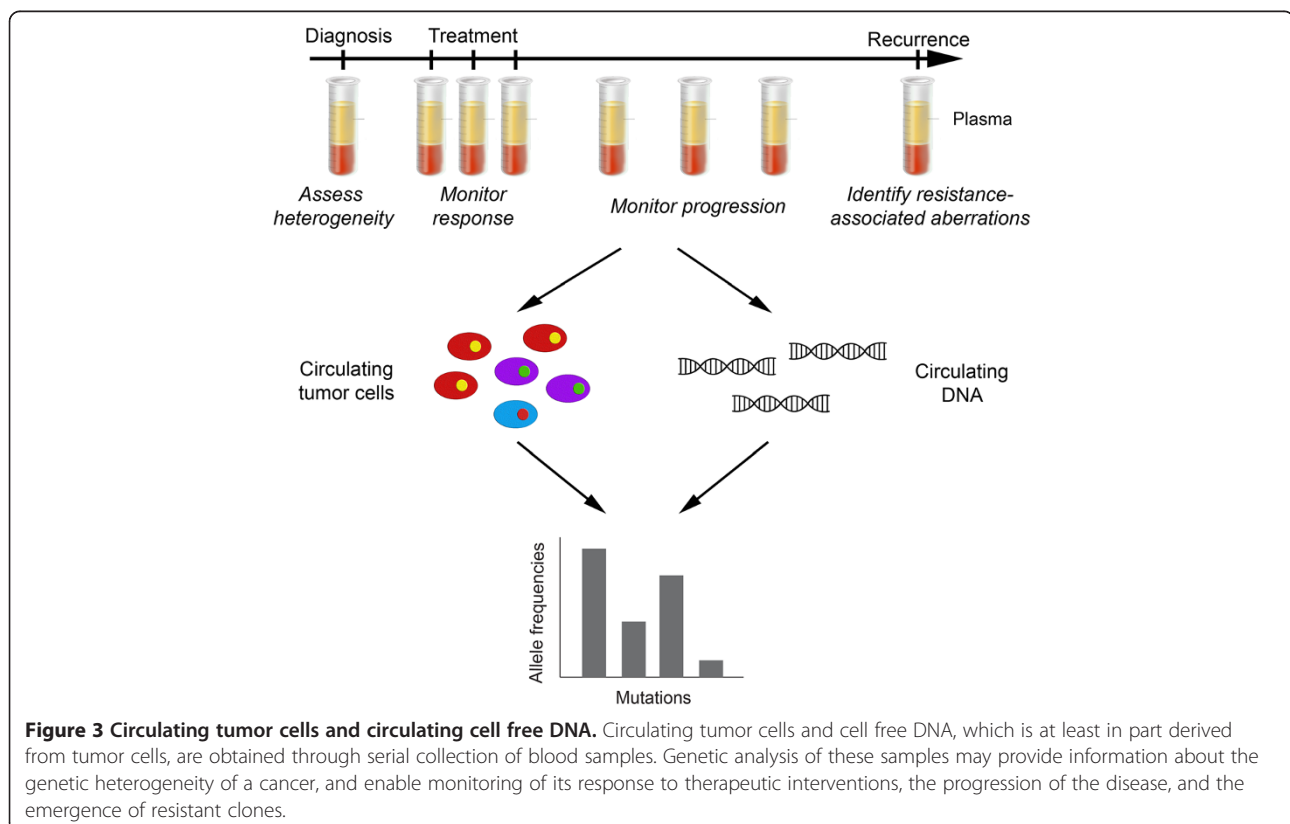 Diagnosis Treatment Recurrence
Plasma
Assess heterogeneity
Monitor response
Monitor progression
Identify resistance-
associated aberrations
Circulating
tumor cells
Circulating
DNA
Allele frequencies
Mutations
Figure 3 Circulating tumor cells and circulating cell free DNA. Circulating tumor cells and cell free DNA, which is at least in part derived
from tumor cells, are obtained through serial collection of blood samples. Genetic analysis of these samples may provide information about the
genetic heterogeneity of a cancer, and enable monitoring of its response to therapeutic interventions, the progression of the disease, and the
emergence of resistant clones.